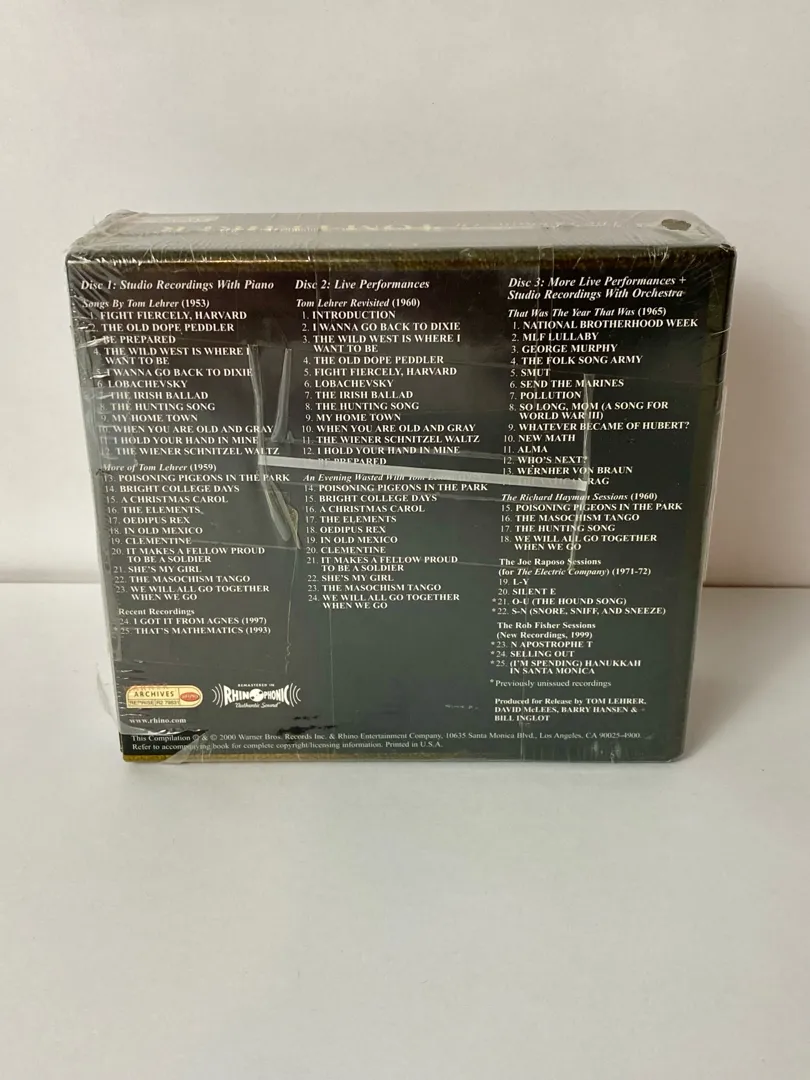 Disc 1: Studio Recordings With Piano
Songs By Tom Lehrer (1953)
1. FIGHT FIERCELY, HARVARD
2. THE OLD DOPE PEDDLER
BE PREPARED
4. THE WILD WEST IS WHERE I
WANT TO BE
5. I WANNA GO BACK TO DIXIE
6. LOBACHEVSKY
7. THE IRISH BALLAD
8. THE HUNTING SONG
9. MY HOME TOWN
10. WHEN YOU ARE OLD AND GRAY
11. I HOLD YOUR HAND IN MINE
12. THE WIENER SCHNITZEL WALTZ
More of Tom Lehrer (1959)
13. POISONING PIGEONS IN THE PARK
14. BRIGHT COLLEGE DAYS
15. A CHRISTMAS CAROL
16. THE ELEMENTS
17. OEDIPUS REX
18. IN OLD MEXICO
19. CLEMENTINE
20. IT MAKES A FELLOW PROUD
TO BE A SOLDIER
21. SHE'S MY GIRL
22. THE MASOCHISM TANGO
23. WE WILL ALL GO TOGETHER
WHEN WE GO
Recent Recordings
24. I GOT IT FROM AGNES (1997)
*25. THAT'S MATHEMATICS (1993)
ARCHIVES
www.rhino.com
REMASTERED IN
RHINOPHONIC
Authentic Sound
Disc 2: Live Performances
Tom Lehrer Revisited (1960)
1. INTRODUCTION
2. I WANNA GO BACK TO DIXIE
3. THE WILD WEST IS WHERE I
WANT TO BE
4. THE OLD DOPE PEDDLER
5. FIGHT FIERCELY, HARVARD
6. LOBACHEVSKY
7. THE IRISH BALLAD
8. THE HUNTING SONG
9. MY HOME TOWN
10. WHEN YOU ARE OLD AND GRAY
11. THE WIENER SCHNITZEL WALTZ
12. I HOLD YOUR HAND IN MINE
BE PREPARED
An Evening Wasted With Tom
14. POISONING PIGEONS IN THE PARK
15. BRIGHT COLLEGE DAYS
16. A CHRISTMAS CAROL
17. THE ELEMENTS
18. OEDIPUS REX
19. IN OLD MEXICO
20. CLEMENTINE
21. IT MAKES A FELLOW PROUD
TO BE A SOLDIER
22. SHE'S MY GIRL
23. THE MASOCHISM TANGO
24. WE WILL ALL GO TOGETHER
WHEN WE GO
Disc 3: More Live Performances +
Studio Recordings With Orchestra
That Was The Year That Was (1965)
1. NATIONAL BROTHERHOOD WEEK
2. MLF LULLABY
3. GEORGE MURPHY
4. THE FOLK SONG ARMY
5. SMUT
6. SEND THE MARINES
7. POLLUTION
8. SO LONG, MOM (A SONG FOR
WORLD WAR III)
9. WHATEVER BECAME OF HUBERT?
10. NEW MATH
11. ALMA
12. WHO'S NEXT?
13. WERNHER VON BRAUN
RAG
The Richard Hayman Sessions (1960)
15. POISONING PIGEONS IN THE PARK
16. THE MASOCHISM TANGO
17. THE HUNTING SONG
18. WE WILL ALL GO TOGETHER
WHEN WE GO
The Joe Raposo Sessions
(for The Electric Company) (1971-72)
19. L-Y
20. SILENT E
*21. O-U (THE HOUND SONG)
*22. S-N (SNORE, SNIFF, AND SNEEZE)
The Rob Fisher Sessions
(New Recordings, 1999)
*23. N APOSTROPHE T
*24. SELLING OUT
*25. (I'M SPENDING) HANUKKAH
IN SANTA MONICA
*Previously unissued recordings
Produced for Release by TOM LEHRER,
DAVID McLEES, BARRY HANSEN &
BILL INGLOT
This Compilation ℗ & © 2000 Warner Bros. Records Inc. & Rhino Entertainment Company, 10635 Santa Monica Blvd., Los Angeles, CA 90025-4900.
Refer to accompanying book for complete copyright/licensing information. Printed in U.S.A.